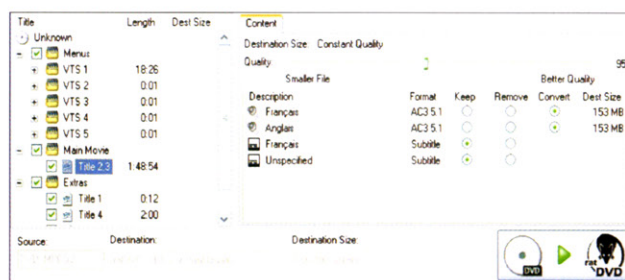 Title Length Dest Size
Unknown
Menus
VTS 1 18:26
VTS 2 0:01
VTS 3 0:01
VTS 4 0:01
VTS 5 0:01
Main Movie
Title 2.3 1:48:54
Extras
Title 1 0:12
Title 4 2:00
Content
Destination Size Constant Quality
Quality 95
Smaller File Better Quality
Description Format Keep Remove Convert Dest Size
Français AC3 5.1 153 MB
Anglais AC3 5.1 153 MB
Français Subtitle
Unspecified Subtitle
Source: Destination: Destination Size:
DVD
rat
DVD